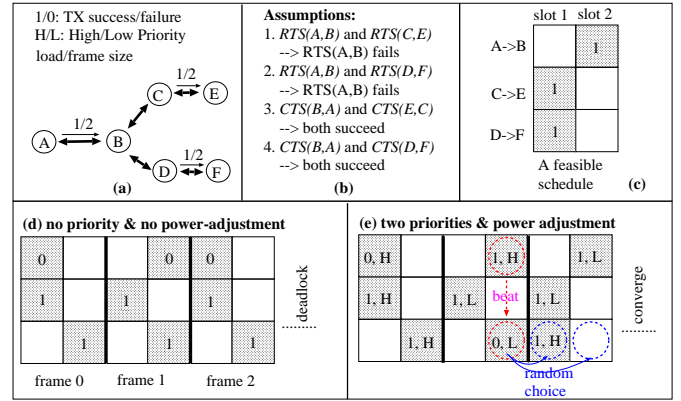 1/0: TX success/failure
H/L: High/Low Priority
load/frame size
1/2
C
E
1/2
A
B
1/2
D
F
(a)
Assumptions:
1. RTS(A,B) and RTS(C,E)
--> RTS(A,B) fails
2. RTS(A,B) and RTS(D,F)
--> RTS(A,B) fails
3. CTS(B,A) and CTS(E,C)
--> both succeed
4. CTS(B,A) and CTS(D,F)
--> both succeed
(b)
slot 1 slot 2
A->B 1
C->E 1
D->F 1
A feasible
schedule
(c)
(d) no priority & no power-adjustment
0 0 0
1 1 1
1 1 1
frame 0 frame 1 frame 2
deadlock
(e) two priorities & power adjustment
0, H 1, H 1, L
1, H 1, L beat 1, L
1, H 0, L 1, H
random
choice
converge